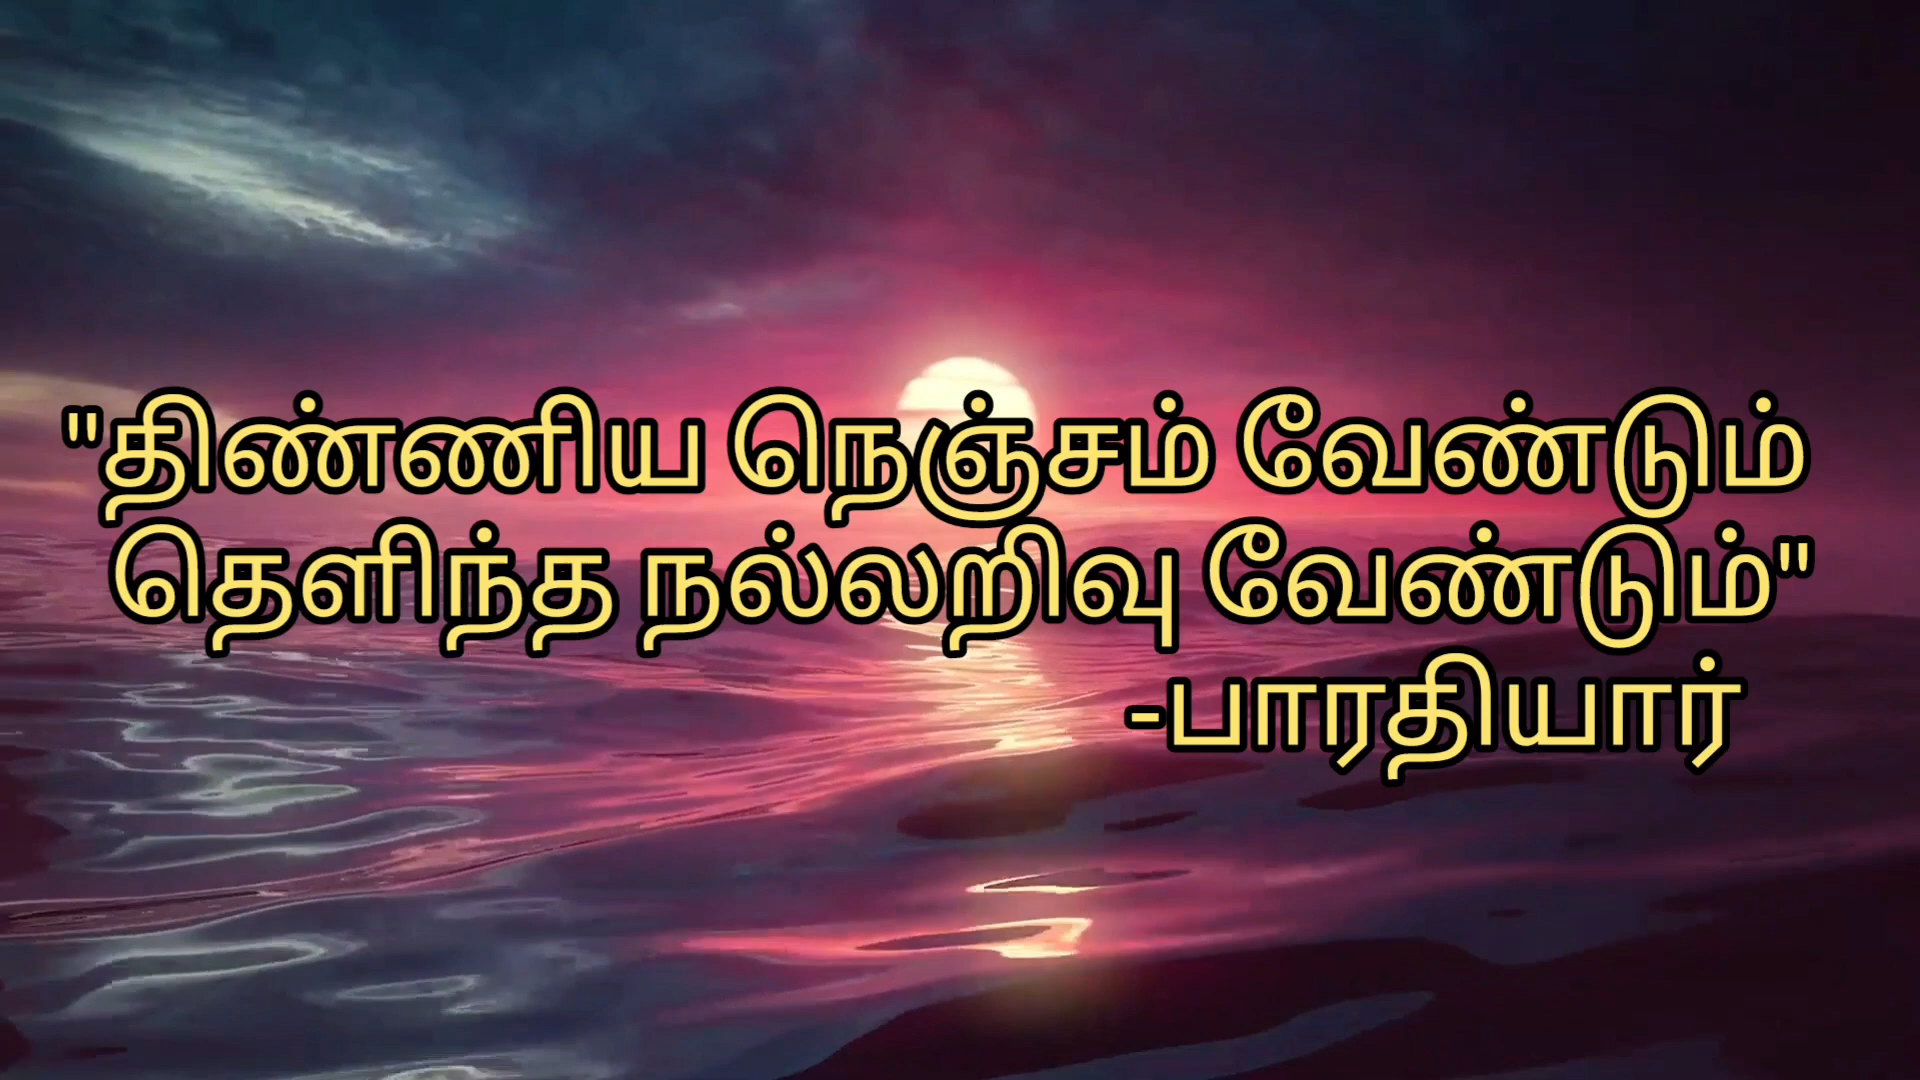 "திண்ணிய நெஞ்சம் வேண்டும்
தெளிந்த நல்லறிவு வேண்டும்"
-பாரதியார்